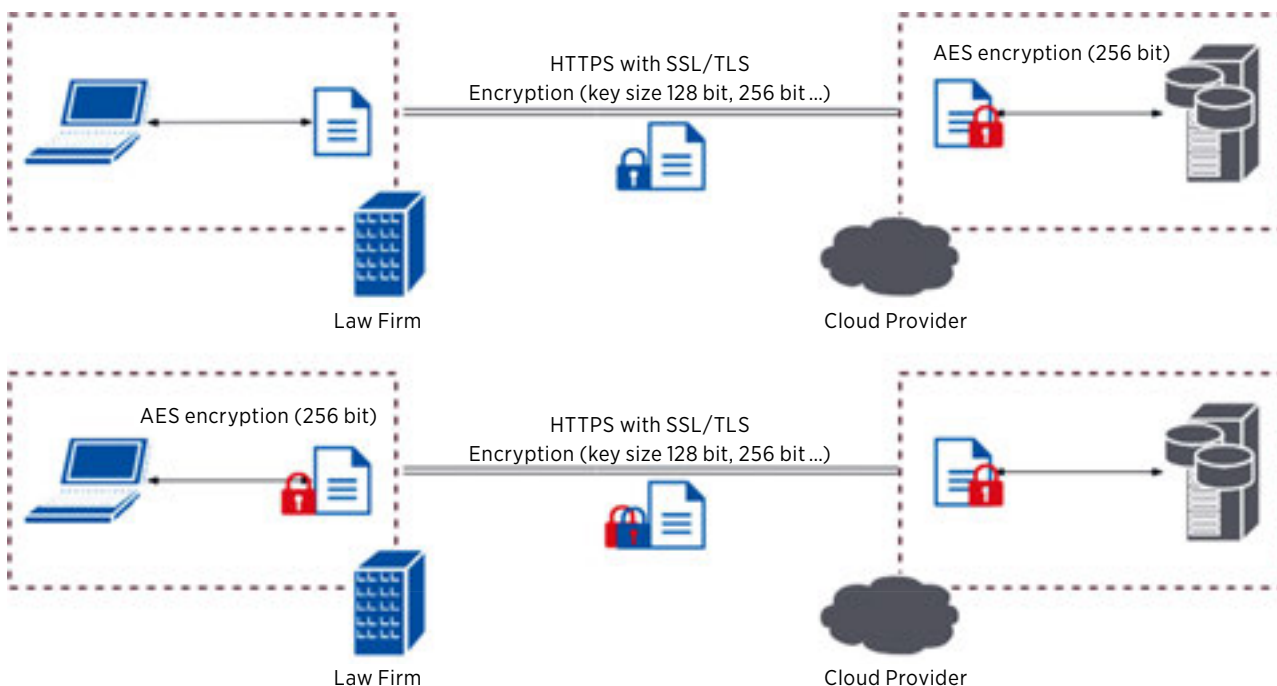 AES encryption (256 bit)
HTTPS with SSL/TLS
Encryption (key size 128 bit, 256 bit ...)
Law Firm
Cloud Provider
AES encryption (256 bit)
HTTPS with SSL/TLS
Encryption (key size 128 bit, 256 bit ...)
Law Firm
Cloud Provider